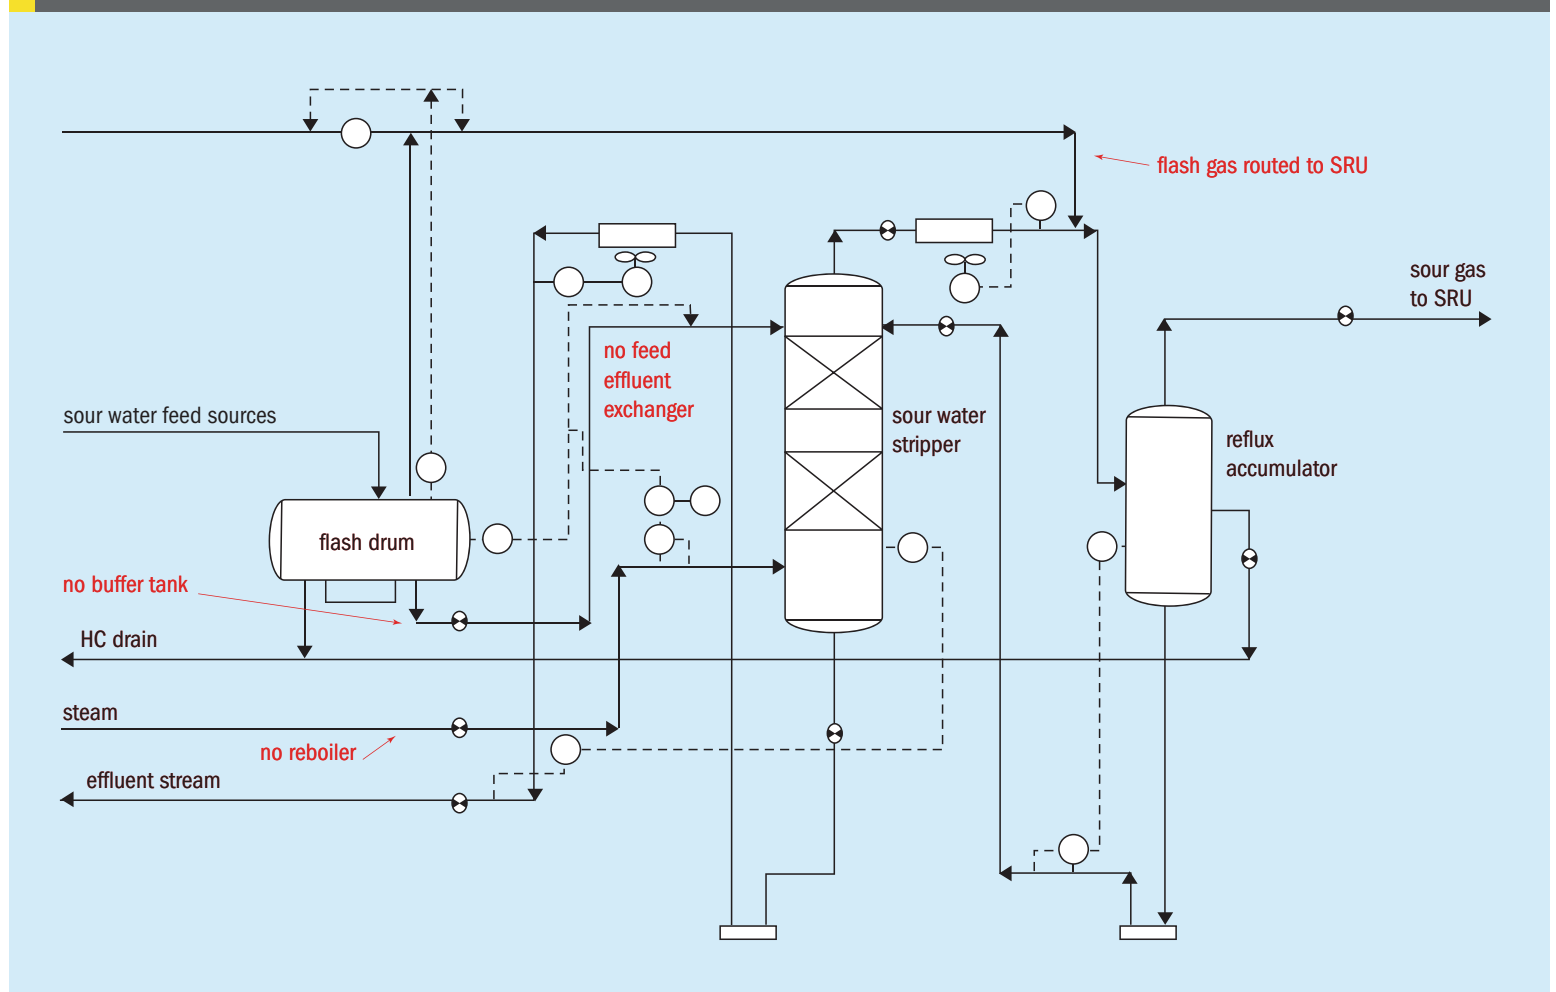 flash gas routed to SRU
sour gas
to SRU
no feed
effluent
exchanger
sour water feed sources
sour water
stripper
reflux
accumulator
flash drum
no buffer tank
HC drain
steam
no reboiler
effluent stream